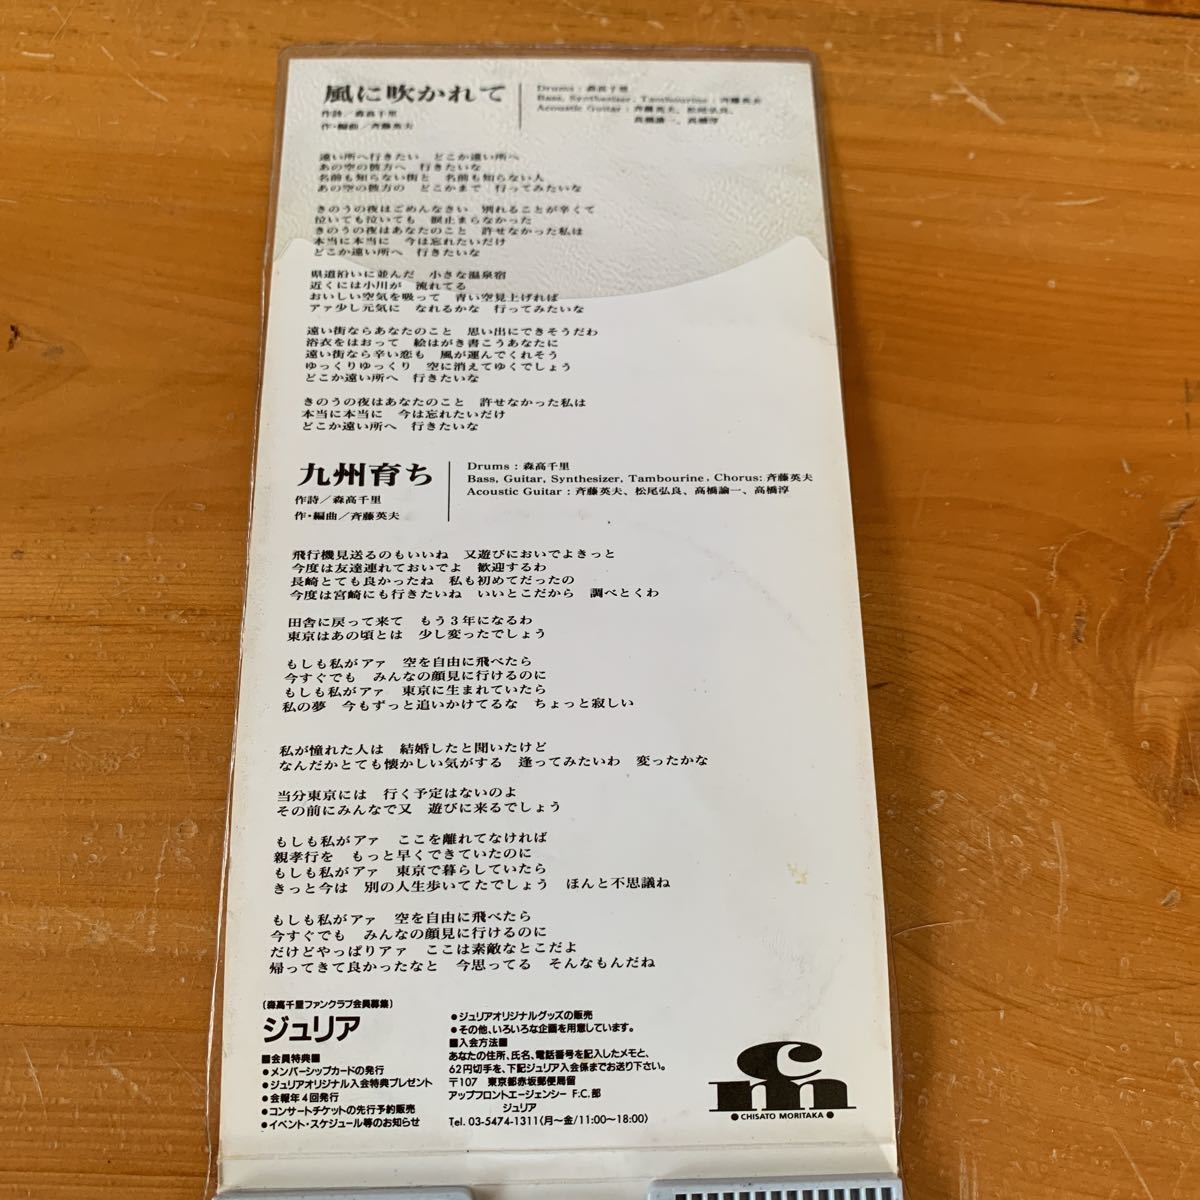 風に吹かれて
作詩／森高千里
作・編曲／斉藤英夫
Drums : 森高千里
Bass, Synthesizer, Tambourine : 斉藤英夫
Acoustic Guitar : 斉藤英夫、松尾弘良、
高橋諭一、高橋淳
遠い所へ行きたい　どこか遠い所へ
あの空の彼方へ　行きたいな
名前も知らない街と　名前も知らない人
あの空の彼方の　どこかまで　行ってみたいな
きのうの夜はごめんなさい　別れることが辛くて
泣いても泣いても　涙止まらなかった
きのうの夜はあなたのこと　許せなかった私は
本当に本当に　今は忘れたいだけ
どこか遠い所へ　行きたいな
県道沿いに並んだ　小さな温泉宿
近くには小川が　流れてる
おいしい空気を吸って　青い空見上げれば
アァ少し元気に　なれるかな　行ってみたいな
遠い街ならあなたのこと　思い出にできそうだわ
浴衣をはおって　絵はがき書こうあなたに
遠い街なら辛い恋も　風が運んでくれそう
ゆっくりゆっくり　空に消えてゆくでしょう
どこか遠い所へ　行きたいな
きのうの夜はあなたのこと　許せなかった私は
本当に本当に　今は忘れたいだけ
どこか遠い所へ　行きたいな
九州育ち
作詩／森高千里
作・編曲／斉藤英夫
Drums : 森高千里
Bass, Guitar, Synthesizer, Tambourine, Chorus: 斉藤英夫
Acoustic Guitar : 斉藤英夫、松尾弘良、高橋諭一、高橋淳
飛行機見送るのもいいね　又遊びにおいでよきっと
今度は友達連れておいでよ　歓迎するわ
長崎とても良かったね　私も初めてだったの
今度は宮崎にも行きたいね　いいとこだから　調べとくわ
田舎に戻って来て　もう3年になるわ
東京はあの頃とは　少し変ったでしょう
もしも私がアァ　空を自由に飛べたら
今すぐでも　みんなの顔見に行けるのに
もしも私がアァ　東京に生まれていたら
私の夢　今もずっと追いかけてるな　ちょっと寂しい
私が憧れた人は　結婚したと聞いたけど
なんだかとても懐かしい気がする　逢ってみたいわ　変ったかな
当分東京には　行く予定はないのよ
その前にみんなで又　遊びに来るでしょう
もしも私がアァ　ここを離れてなければ
親孝行を　もっと早くできていたのに
もしも私がアァ　東京で暮らしていたら
きっと今は　別の人生歩いてたでしょう　ほんと不思議ね
もしも私がアァ　空を自由に飛べたら
今すぐでも　みんなの顔見に行けるのに
だけどやっぱりアァ　ここは素敵なとこだよ
帰ってきて良かったなと　今思ってる　そんなもんだね
〔森高千里ファンクラブ会員募集〕
ジュリア
■会員特典■
●メンバーシップカードの発行
●ジュリアオリジナル入会特典プレゼント
●会報年4回発行
●コンサートチケットの先行予約販売
●イベント・スケジュール等のお知らせ
●ジュリアオリジナルグッズの販売
●その他、いろいろな企画を用意しています。
■入会方法■
あなたの住所、氏名、電話番号を記入したメモと、
62円切手を、下記ジュリア入会係までお送り下さい。
〒107　東京都赤坂郵便局留
アップフロントエージェンシー F.C.部
ジュリア
Tel. 03-5474-1311〈月〜金/11:00〜18:00〉
cm
● CHISATO MORITAKA ●